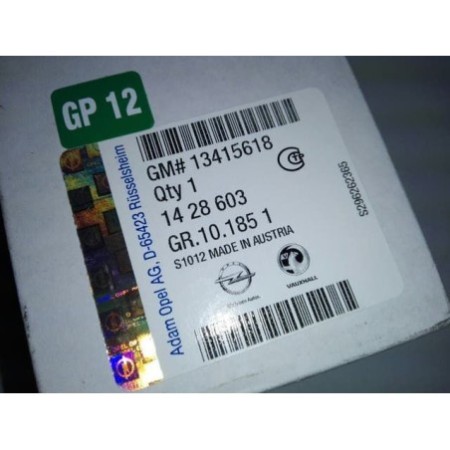 GP 12
Adam Opel AG, D-65423 Rüsselsheim
GM# 13415618
Qty 1
14 28 603
GR.10.185 1
S1012 MADE IN AUSTRIA
VAUXHALL
S296262365